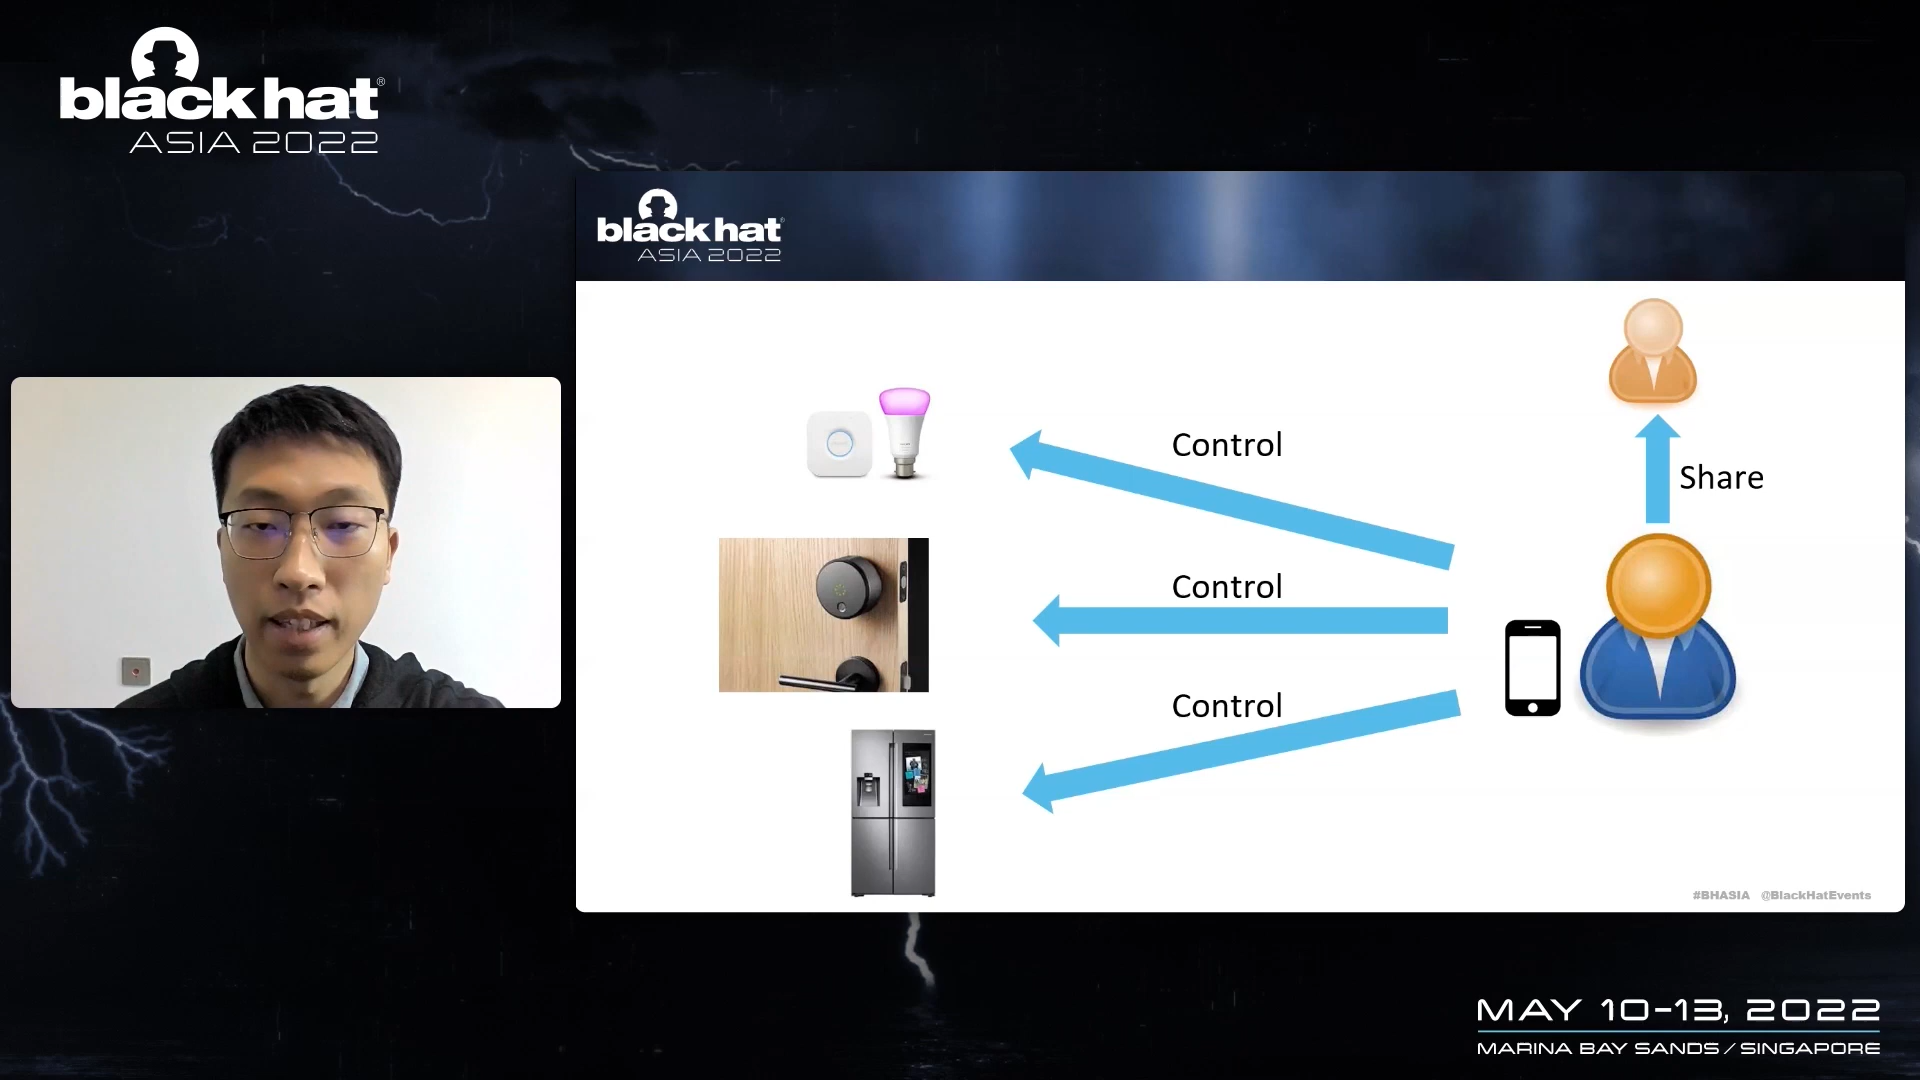 black hat®
ASIA 2022
black hat®
ASIA 2022
Control
Share
Control
Control
#BHASIA @BlackHatEvents
MAY 10-13, 2022
MARINA BAY SANDS / SINGAPORE